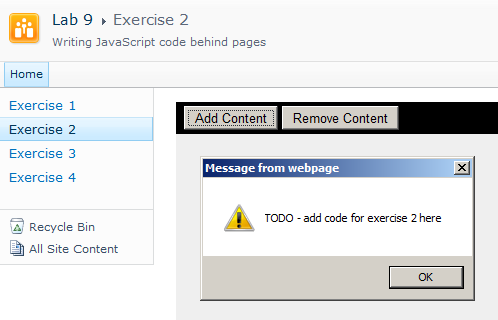 Lab 9 ▸ Exercise 2
Writing JavaScript code behind pages
Home
Exercise 1
Exercise 2
Exercise 3
Exercise 4
Recycle Bin
All Site Content
Add Content Remove Content
Message from webpage
TODO - add code for exercise 2 here
OK